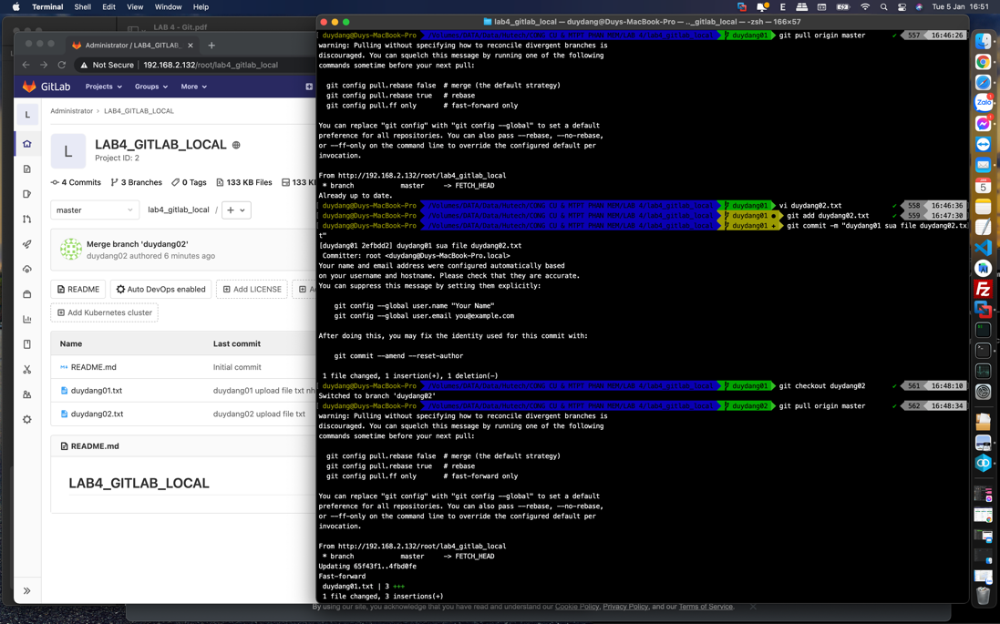 Terminal Shell Edit View Window Help
E
Tue 5 Jan 16:51
LAB 4 - Git.pdf
Administrator / LAB4_GITLAB_
Not Secure 192.168.2.132/root/lab4_gitlab_local
GitLab Projects Groups More
L
Administrator > LAB4_GITLAB_LOCAL
L
LAB4_GITLAB_LOCAL
Project ID: 2
4 Commits 3 Branches 0 Tags 133 KB Files 133 K
master lab4_gitlab_local / +
Merge branch 'duydang02'
duydang02 authored 6 minutes ago
README Auto DevOps enabled Add LICENSE
Add Kubernetes cluster
Name Last commit
README.md Initial commit
duydang01.txt duydang01 upload file txt nh
duydang02.txt duydang02 upload file txt
README.md
LAB4_GITLAB_LOCAL
lab4_gitlab_local — duydang@Duys-MacBook-Pro — .._gitlab_local — -zsh — 166×57
duydang@Duys-MacBook-Pro /Volumes/DATA/Data/Hutech/CONG CU & MTPT PHAN MEM/LAB-4/lab4_gitlab_local duydang01 git pull origin master ✔ 557 16:46:26
warning: Pulling without specifying how to reconcile divergent branches is
discouraged. You can squelch this message by running one of the following
commands sometime before your next pull:
git config pull.rebase false # merge (the default strategy)
git config pull.rebase true # rebase
git config pull.ff only # fast-forward only
You can replace "git config" with "git config --global" to set a default
preference for all repositories. You can also pass --rebase, --no-rebase,
or --ff-only on the command line to override the configured default per
invocation.
From http://192.168.2.132/root/lab4_gitlab_local
* branch master -> FETCH_HEAD
Already up to date.
duydang@Duys-MacBook-Pro /Volumes/DATA/Data/Hutech/CONG CU & MTPT PHAN MEM/LAB-4/lab4_gitlab_local duydang01 vi duydang02.txt ✔ 558 16:46:36
duydang@Duys-MacBook-Pro /Volumes/DATA/Data/Hutech/CONG CU & MTPT PHAN MEM/LAB-4/lab4_gitlab_local duydang01 ● git add duydang02.txt ✔ 559 16:47:30
duydang@Duys-MacBook-Pro /Volumes/DATA/Data/Hutech/CONG CU & MTPT PHAN MEM/LAB-4/lab4_gitlab_local duydang01 + git commit -m "duydang01 sua file duydang02.tx
t"
[duydang01 2efbdd2] duydang01 sua file duydang02.txt
Committer: root <duydang@Duys-MacBook-Pro.local>
Your name and email address were configured automatically based
on your username and hostname. Please check that they are accurate.
You can suppress this message by setting them explicitly:
git config --global user.name "Your Name"
git config --global user.email you@example.com
After doing this, you may fix the identity used for this commit with:
git commit --amend --reset-author
1 file changed, 1 insertion(+), 1 deletion(-)
duydang@Duys-MacBook-Pro /Volumes/DATA/Data/Hutech/CONG CU & MTPT PHAN MEM/LAB-4/lab4_gitlab_local duydang01 git checkout duydang02 ✔ 561 16:48:10
Switched to branch 'duydang02'
duydang@Duys-MacBook-Pro /Volumes/DATA/Data/Hutech/CONG CU & MTPT PHAN MEM/LAB-4/lab4_gitlab_local duydang02 git pull origin master ✔ 562 16:48:34
warning: Pulling without specifying how to reconcile divergent branches is
discouraged. You can squelch this message by running one of the following
commands sometime before your next pull:
git config pull.rebase false # merge (the default strategy)
git config pull.rebase true # rebase
git config pull.ff only # fast-forward only
You can replace "git config" with "git config --global" to set a default
preference for all repositories. You can also pass --rebase, --no-rebase,
or --ff-only on the command line to override the configured default per
invocation.
From http://192.168.2.132/root/lab4_gitlab_local
* branch master -> FETCH_HEAD
Updating 65f43f1..4fbd0fe
Fast-forward
duydang01.txt | 3 +++
1 file changed, 3 insertions(+)
By using our site, you acknowledge that you have read and understand our Cookie Policy, Privacy Policy, and our Terms of Service.